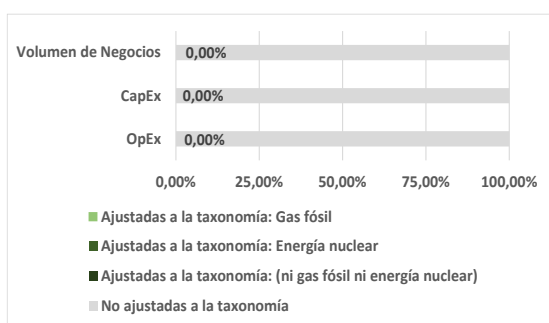 Volumen de Negocios 0,00%
CapEx 0,00%
OpEx 0,00%
0,00% 25,00% 50,00% 75,00% 100,00%
Ajustadas a la taxonomía: Gas fósil
Ajustadas a la taxonomía: Energía nuclear
Ajustadas a la taxonomía: (ni gas fósil ni energía nuclear)
No ajustadas a la taxonomía